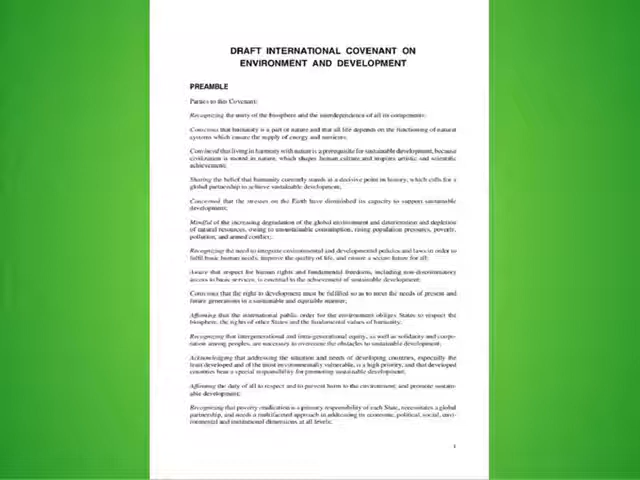 DRAFT INTERNATIONAL COVENANT ON
ENVIRONMENT AND DEVELOPMENT
PREAMBLE
Parties to this Covenant:
Recognizing the unity of the biosphere and the interdependence of all its components;
Conscious that humanity is a part of nature and that all life depends on the functioning of natural
systems which ensure the supply of energy and nutrients;
Convinced that living in harmony with nature is a prerequisite for sustainable development, because
civilization is rooted in nature, which shapes human culture and inspires artistic and scientific
achievement;
Sharing the belief that humanity currently stands at a decisive point in history, which calls for a
global partnership to achieve sustainable development;
Concerned that the stresses on the Earth have diminished its capacity to support sustainable
development;
Mindful of the increasing degradation of the global environment and deterioration and depletion
of natural resources, owing to unsustainable consumption, rising population pressures, poverty,
pollution, and armed conflict;
Recognizing the need to integrate environmental and developmental policies and laws in order to
fulfil basic human needs, improve the quality of life, and ensure a secure future for all;
Aware that respect for human rights and fundamental freedoms, including non-discriminatory
access to basic services, is essential to the achievement of sustainable development;
Conscious that the right to development must be fulfilled so as to meet the needs of present and
future generations in a sustainable and equitable manner;
Affirming that the international public order for the environment obliges States to respect the
biosphere, the rights of other States and the fundamental values of humanity;
Recognizing that intergenerational and intra-generational equity, as well as solidarity and coope-
ration among peoples, are necessary to overcome the obstacles to sustainable development;
Acknowledging that addressing the situation and needs of developing countries, especially the
least developed and of the most environmentally vulnerable, is a high priority, and that developed
countries bear a special responsibility for promoting sustainable development;
Affirming the duty of all to respect and to prevent harm to the environment; and promote sustain-
able development;
Recognizing that poverty eradication is a primary responsibility of each State, necessitates a global
partnership, and needs a multifaceted approach in addressing its economic, political, social, envi-
ronmental and institutional dimensions at all levels;
1